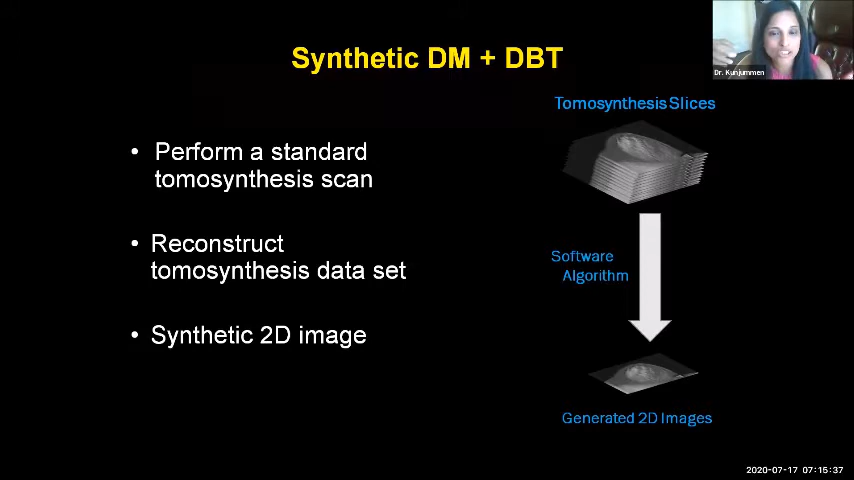 Synthetic DM + DBT
Dr. Kunjummen
Tomosynthesis Slices
• Perform a standard
tomosynthesis scan
• Reconstruct
tomosynthesis data set
• Synthetic 2D image
Software
Algorithm
Generated 2D Images
2020-07-17 07:15:37